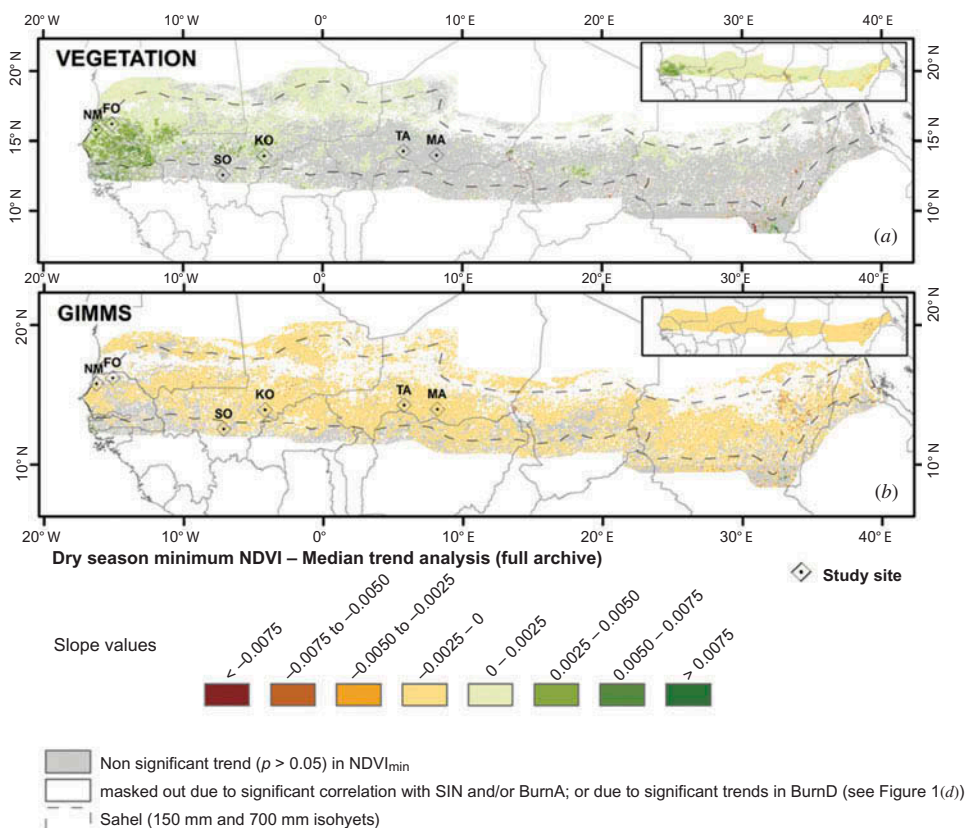 20° W 10° W 0° 10° E 20° E 30° E 40° E
VEGETATION
20° N 20° N
NM FO
15° N 15° N
KO TA MA
SO
10° N 10° N
(a)
20° W 10° W 0° 10° E 20° E 30° E 40° E
GIMMS
20° N 20° N
NM FO
15° N 15° N
KO TA MA
SO
10° N 10° N
(b)
20° W 10° W 0° 10° E 20° E 30° E 40° E
Dry season minimum NDVI – Median trend analysis (full archive)
Study site
Slope values
< –0.0075
–0.0075 to –0.0050
–0.0050 to –0.0025
–0.0025 – 0
0 – 0.0025
0.0025 – 0.0050
0.0050 – 0.0075
> 0.0075
Non significant trend (p > 0.05) in NDVImin
masked out due to significant correlation with SIN and/or BurnA; or due to significant trends in BurnD (see Figure 1(d))
Sahel (150 mm and 700 mm isohyets)